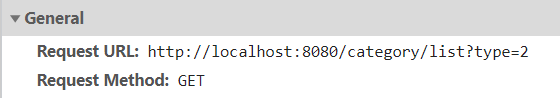 General
Request URL: http://localhost:8080/category/list?type=2
Request Method: GET